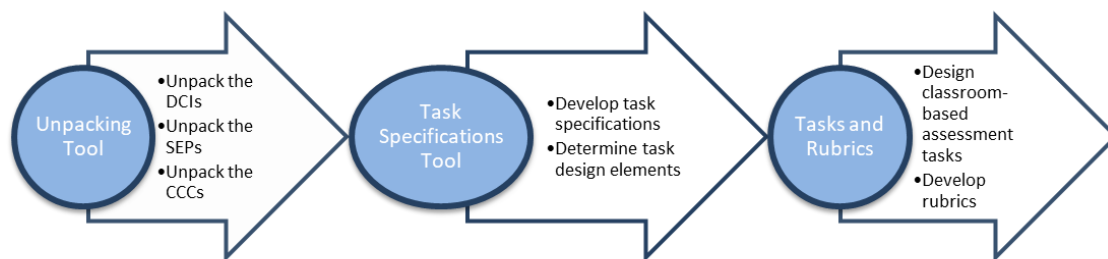 Unpacking
Tool
•Unpack the
DCIs
•Unpack the
SEPs
•Unpack the
CCCs
Task
Specifications
Tool
•Develop task
specifications
•Determine task
design elements
Tasks and
Rubrics
•Design
classroom-
based
assessment
tasks
•Develop
rubrics